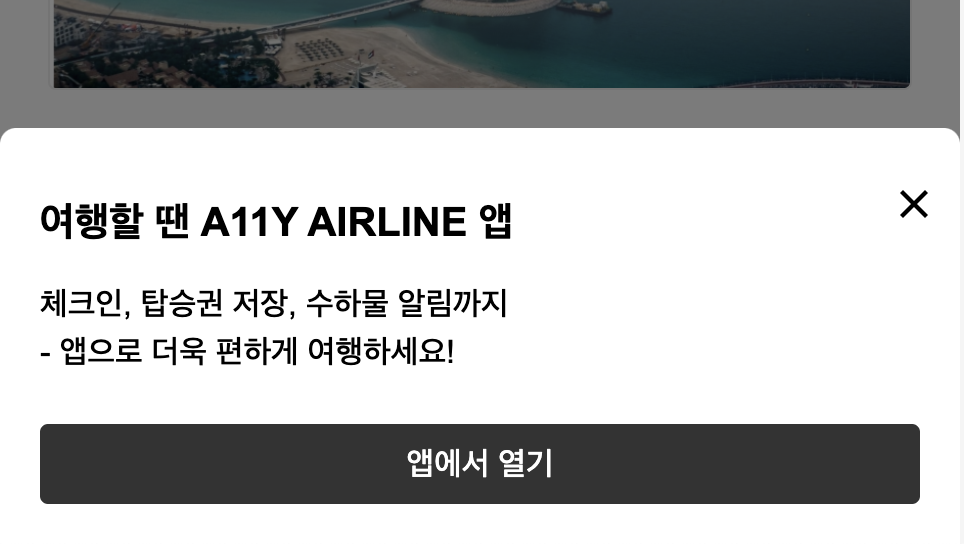 여행할 땐 A11Y AIRLINE 앱
체크인, 탑승권 저장, 수하물 알림까지
- 앱으로 더욱 편하게 여행하세요!
앱에서 열기